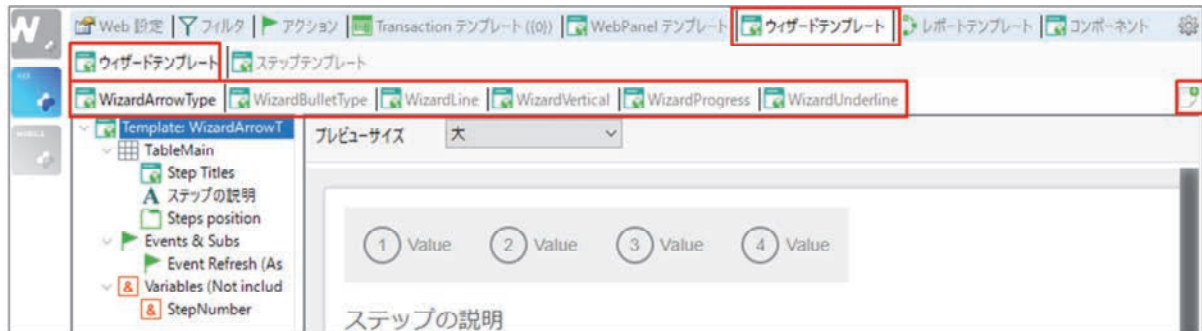 Web 設定 フィルタ アクション Transaction テンプレート ((0)) WebPanel テンプレート ウィザードテンプレート レポートテンプレート コンポーネント
ウィザードテンプレート ステップテンプレート
WizardArrowType WizardBulletType WizardLine WizardVertical WizardProgress WizardUnderline
Template: WizardArrowT
TableMain
Step Titles
A ステップの説明
Steps position
Events & Subs
Event Refresh (As
& Variables (Not includ
& StepNumber
プレビューサイズ 大
1 Value 2 Value 3 Value 4 Value
ステップの説明
W
MOBILE